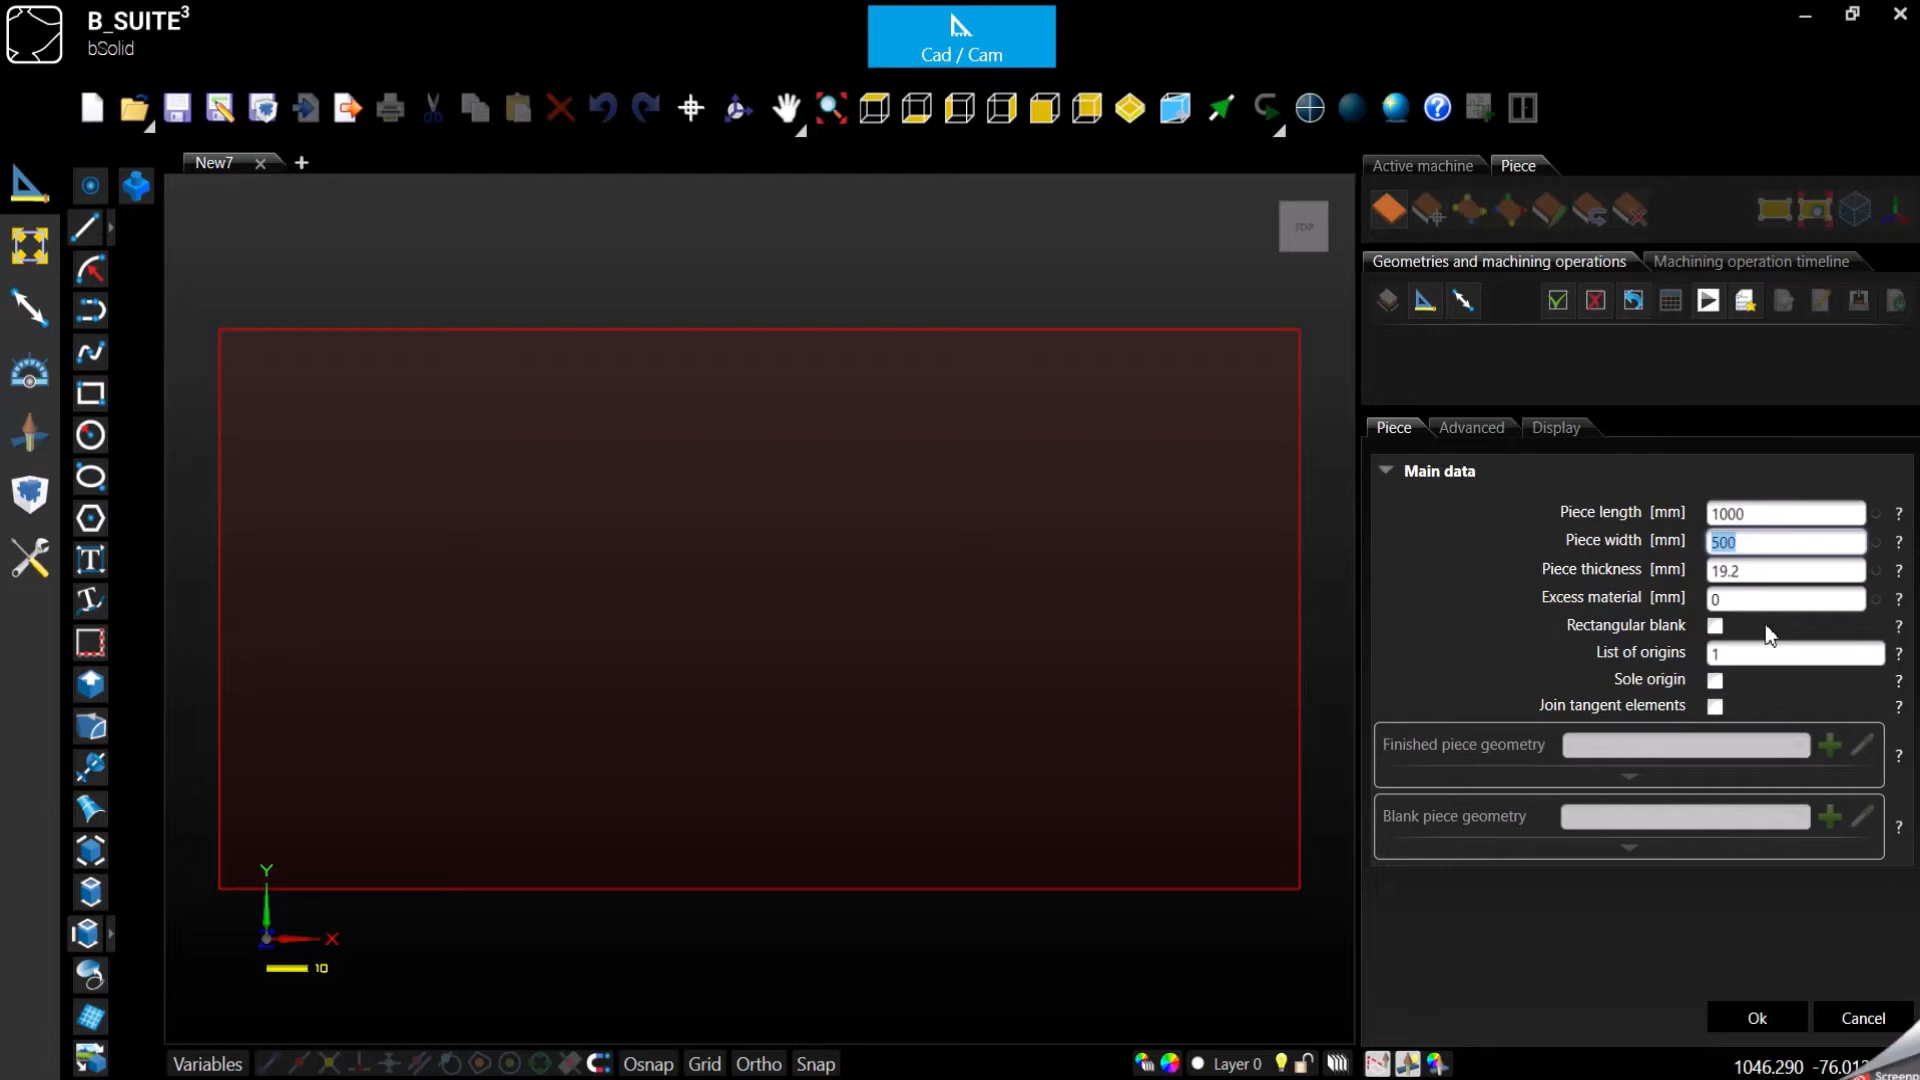 B_SUITE³
bSolid
Cad / Cam
New7
TOP
Active machine Piece
Geometries and machining operations Machining operation timeline
Piece Advanced Display
Main data
Piece length [mm] 1000 ?
Piece width [mm] 500 ?
Piece thickness [mm] 19.2 ?
Excess material [mm] 0 ?
Rectangular blank ?
List of origins 1 ?
Sole origin ?
Join tangent elements ?
Finished piece geometry ?
Blank piece geometry ?
Y
X
10
Ok Cancel
Variables Osnap Grid Ortho Snap Layer 0 1046.290 -76.01